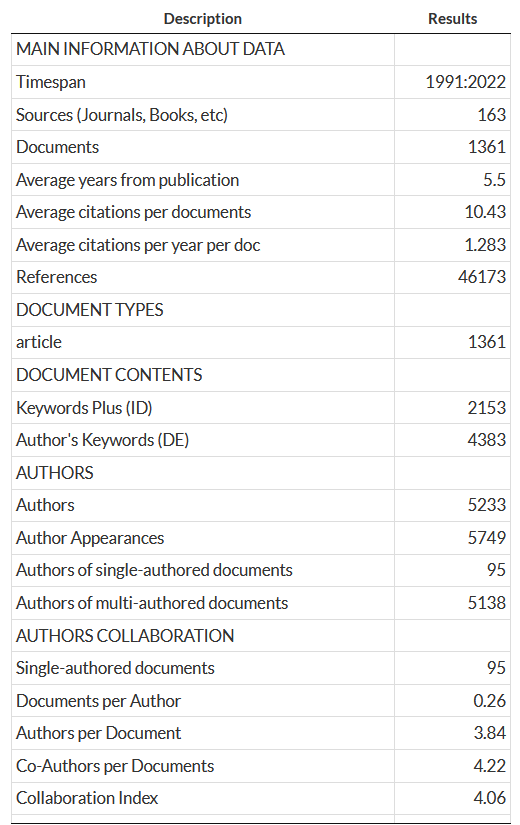 Description Results
MAIN INFORMATION ABOUT DATA
Timespan 1991:2022
Sources (Journals, Books, etc) 163
Documents 1361
Average years from publication 5.5
Average citations per documents 10.43
Average citations per year per doc 1.283
References 46173
DOCUMENT TYPES
article 1361
DOCUMENT CONTENTS
Keywords Plus (ID) 2153
Author's Keywords (DE) 4383
AUTHORS
Authors 5233
Author Appearances 5749
Authors of single-authored documents 95
Authors of multi-authored documents 5138
AUTHORS COLLABORATION
Single-authored documents 95
Documents per Author 0.26
Authors per Document 3.84
Co-Authors per Documents 4.22
Collaboration Index 4.06